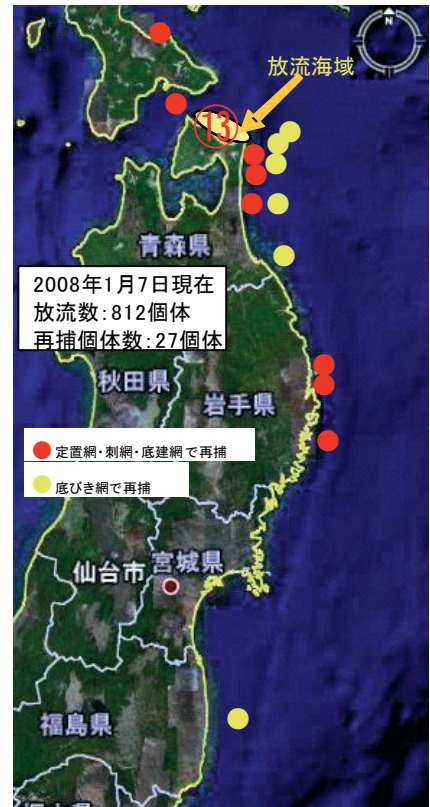 N
放流海域
13
青森県
2008年1月7日現在
放流数:812個体
再捕個体数:27個体
秋田県
岩手県
定置網・刺網・底建網で再捕
底びき網で再捕
宮城県
仙台市
福島県